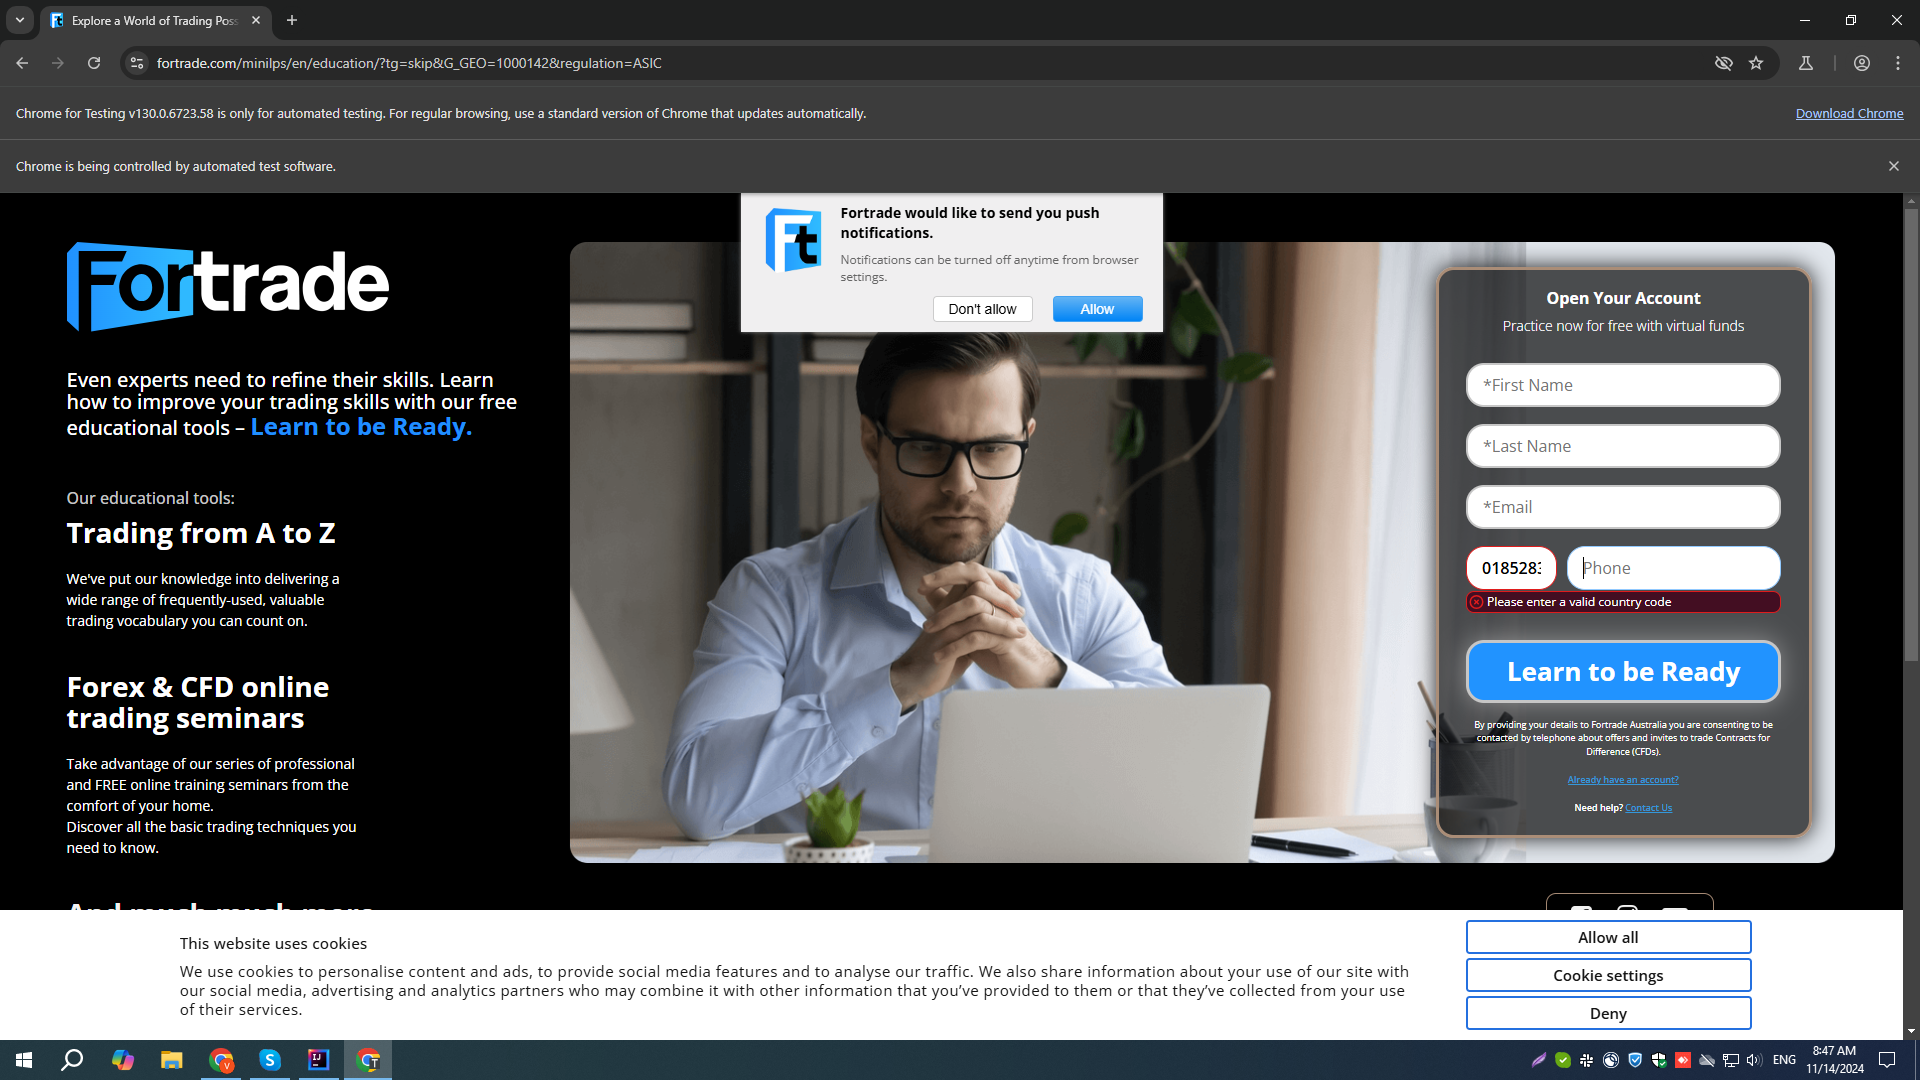 Explore a World of Trading Poss
fortrade.com/minilps/en/education/?tg=skip&G_GEO=1000142&regulation=ASIC
Chrome for Testing v130.0.6723.58 is only for automated testing. For regular browsing, use a standard version of Chrome that updates automatically.
Download Chrome
Chrome is being controlled by automated test software.
Fortrade would like to send you push
notifications.
Notifications can be turned off anytime from browser
settings.
Don't allow
Allow
Fortrade
Even experts need to refine their skills. Learn
how to improve your trading skills with our free
educational tools – Learn to be Ready.
Our educational tools:
Trading from A to Z
We've put our knowledge into delivering a
wide range of frequently-used, valuable
trading vocabulary you can count on.
Forex & CFD online
trading seminars
Take advantage of our series of professional
and FREE online training seminars from the
comfort of your home.
Discover all the basic trading techniques you
need to know.
And much much more
Open Your Account
Practice now for free with virtual funds
*First Name
*Last Name
*Email
018528
Phone
Please enter a valid country code
Learn to be Ready
By providing your details to Fortrade Australia you are consenting to be
contacted by telephone about offers and invites to trade Contracts for
Difference (CFDs).
Already have an account?
Need help? Contact Us
This website uses cookies
We use cookies to personalise content and ads, to provide social media features and to analyse our traffic. We also share information about your use of our site with
our social media, advertising and analytics partners who may combine it with other information that you've provided to them or that they've collected from your use
of their services.
Allow all
Cookie settings
Deny
ENG
8:47 AM
11/14/2024